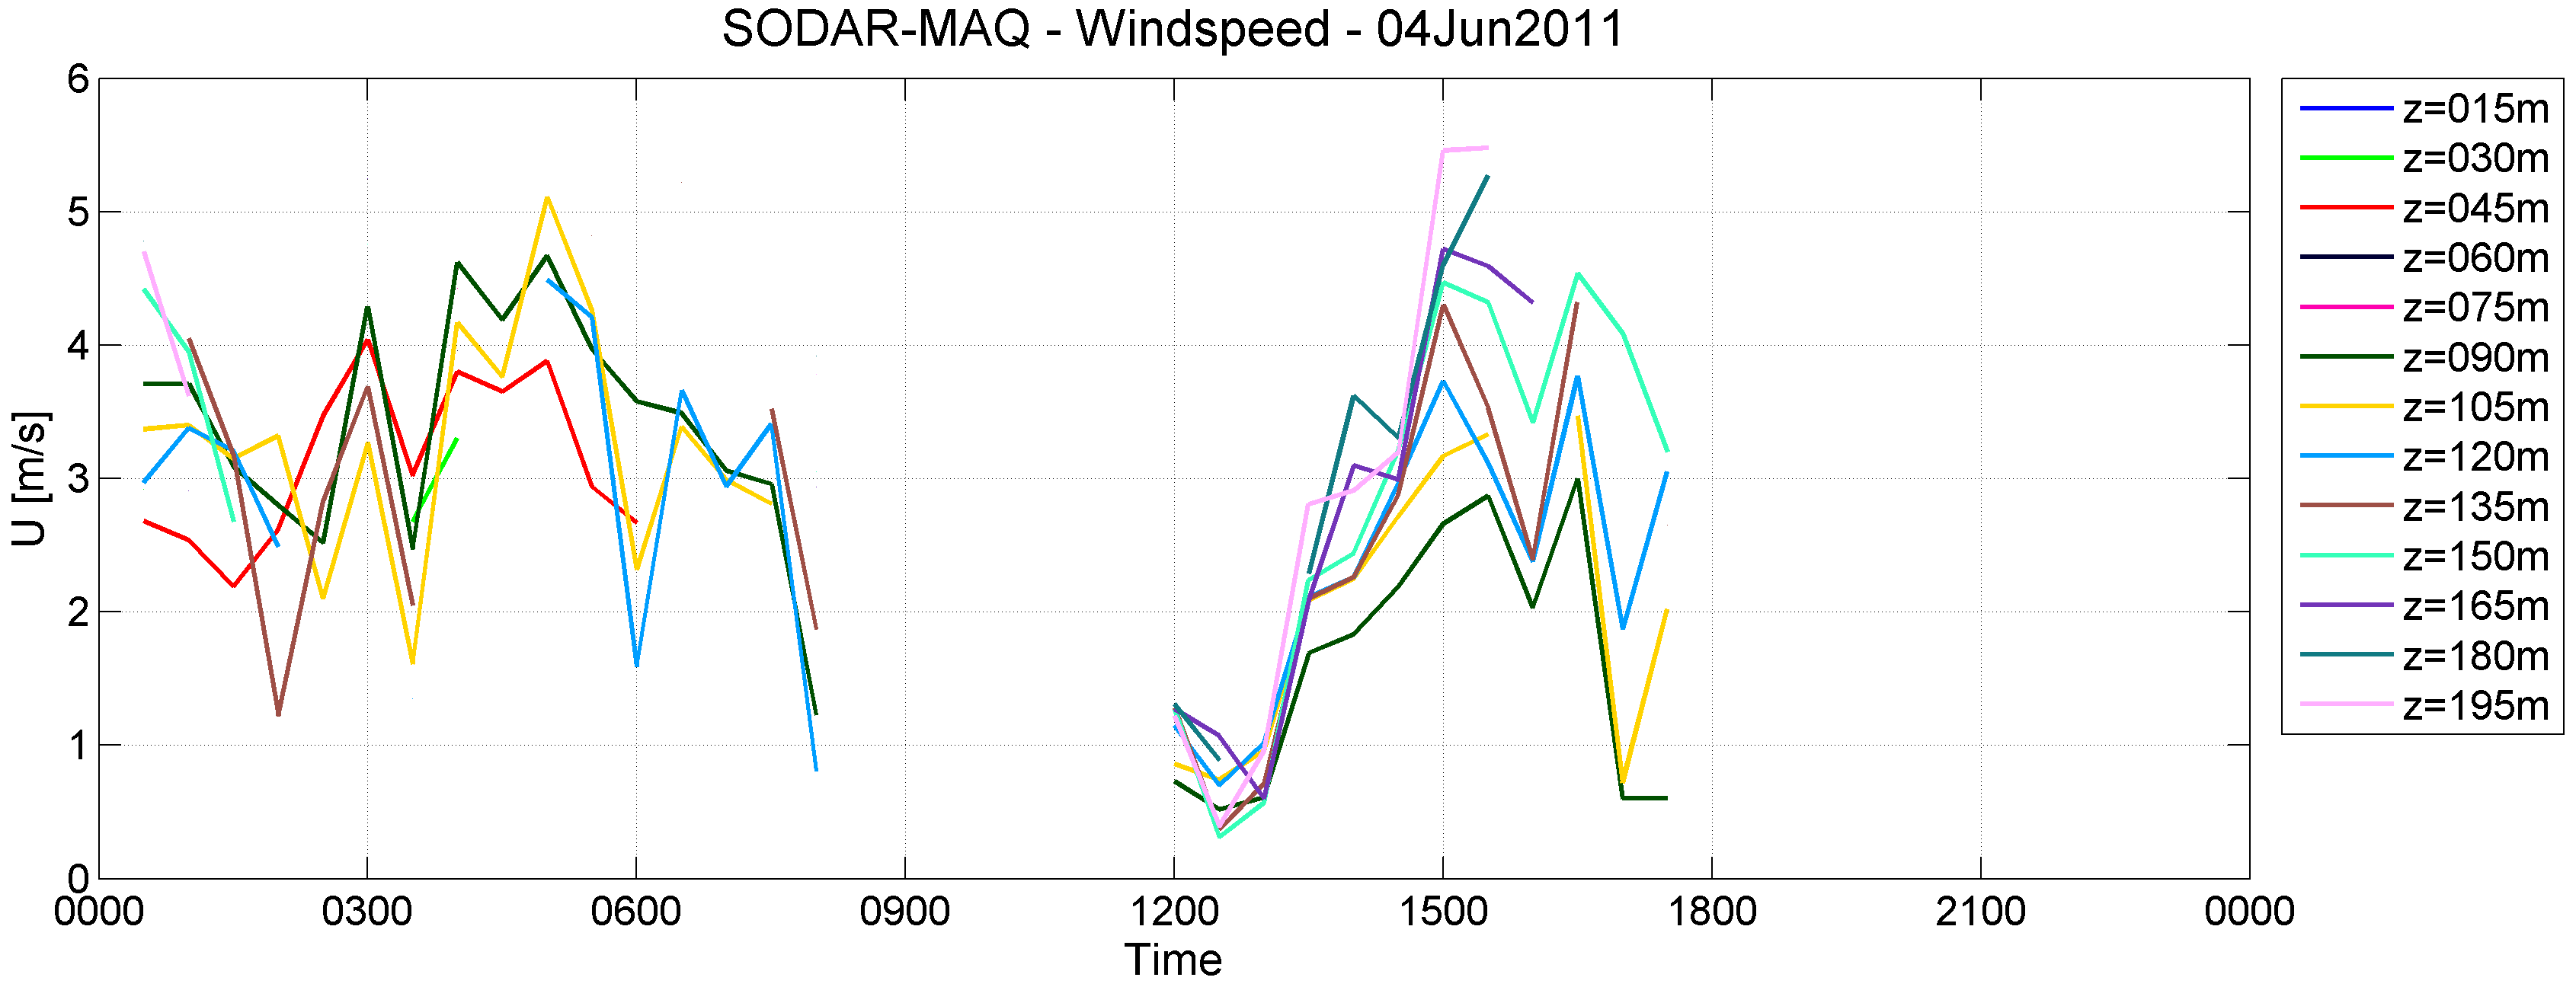 SODAR-MAQ - Windspeed - 04Jun2011
6
5
4
3
2
1
0
U [m/s]
0000 0300 0600 0900 1200 1500 1800 2100 0000
Time
z=015m
z=030m
z=045m
z=060m
z=075m
z=090m
z=105m
z=120m
z=135m
z=150m
z=165m
z=180m
z=195m